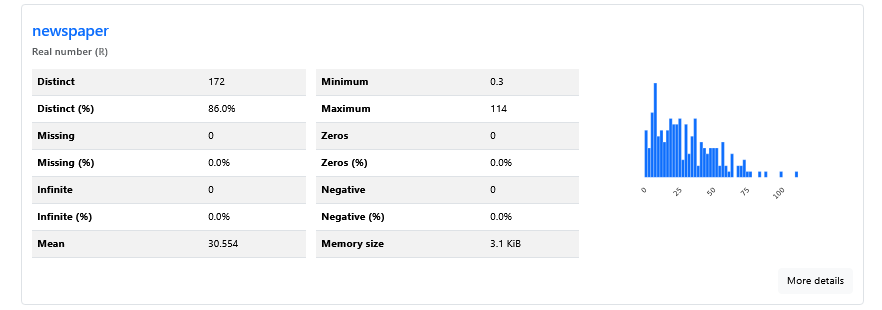 newspaper
Real number (ℝ)
Distinct 172
Distinct (%) 86.0%
Missing 0
Missing (%) 0.0%
Infinite 0
Infinite (%) 0.0%
Mean 30.554
Minimum 0.3
Maximum 114
Zeros 0
Zeros (%) 0.0%
Negative 0
Negative (%) 0.0%
Memory size 3.1 KiB
0 25 50 75 100
More details